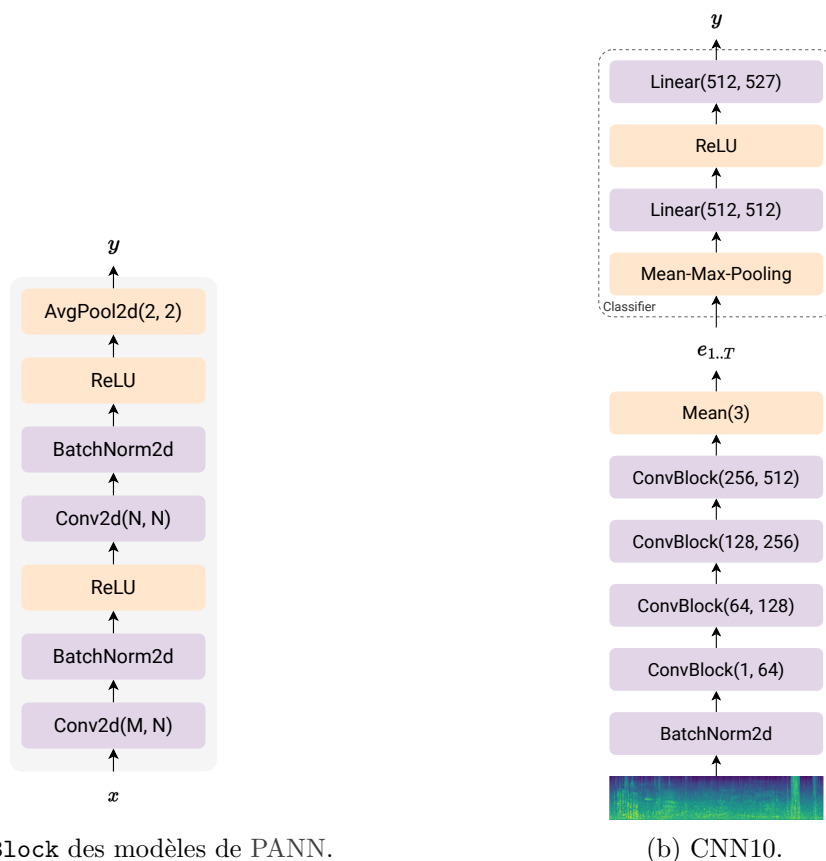 y
AvgPool2d(2, 2)
ReLU
BatchNorm2d
Conv2d(N, N)
ReLU
BatchNorm2d
Conv2d(M, N)
x
Block des modèles de PANN.
y
Linear(512, 527)
ReLU
Linear(512, 512)
Mean-Max-Pooling
Classifier
e1..T
Mean(3)
ConvBlock(256, 512)
ConvBlock(128, 256)
ConvBlock(64, 128)
ConvBlock(1, 64)
BatchNorm2d
(b) CNN10.